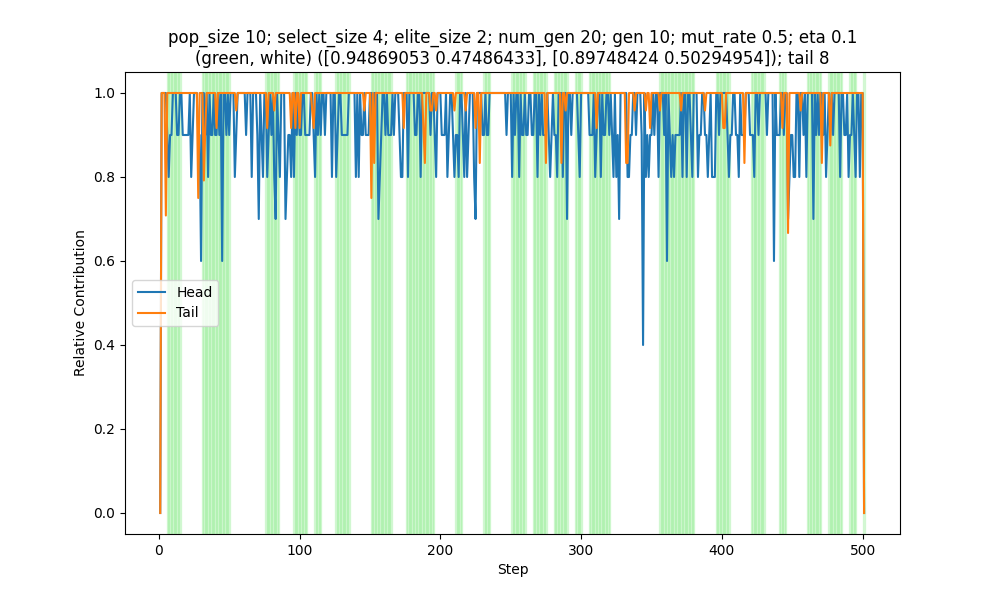 pop_size 10; select_size 4; elite_size 2; num_gen 20; gen 10; mut_rate 0.5; eta 0.1
(green, white) ([0.94869053 0.47486433], [0.89748424 0.50294954]); tail 8
1.0
0.8
0.6
0.4
0.2
0.0
Relative Contribution
Head
Tail
0
100
200
300
400
500
Step